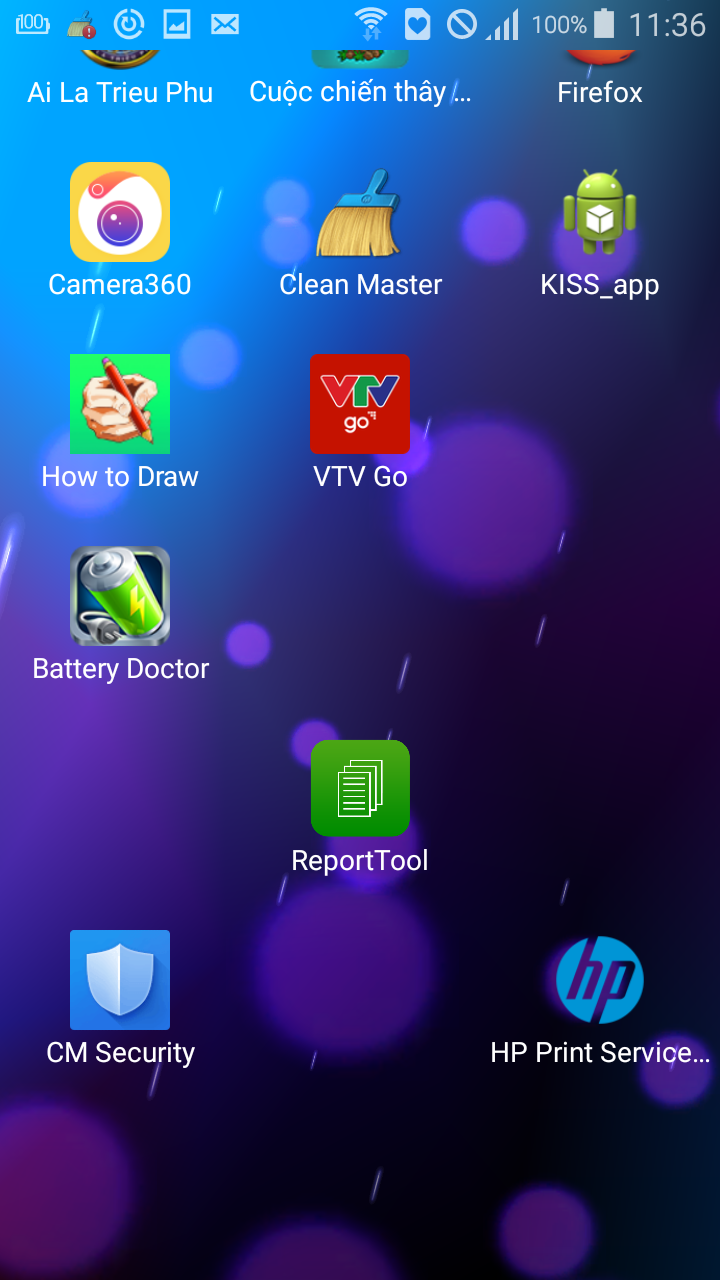 100
100%
11:36
Ai La Trieu Phu
Cuộc chiến thây ...
Firefox
Camera360
Clean Master
KISS_app
VTV
go
How to Draw
VTV Go
Battery Doctor
ReportTool
hp
CM Security
HP Print Service...